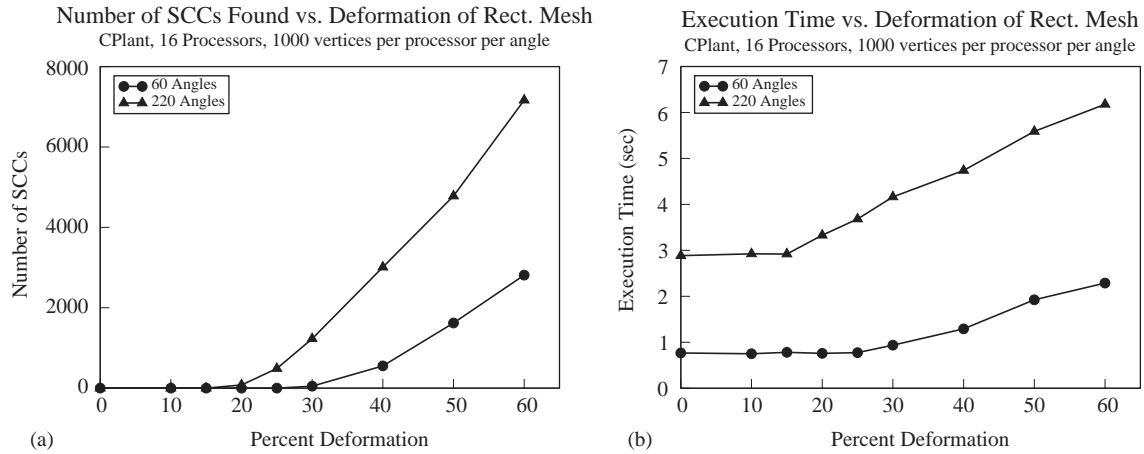 Number of SCCs Found vs. Deformation of Rect. Mesh
CPlant, 16 Processors, 1000 vertices per processor per angle
60 Angles
220 Angles
8000
6000
4000
2000
0
Number of SCCs
0 10 20 30 40 50 60
Percent Deformation
(a)
Execution Time vs. Deformation of Rect. Mesh
CPlant, 16 Processors, 1000 vertices per processor per angle
60 Angles
220 Angles
7
6
5
4
3
2
1
0
Execution Time (sec)
0 10 20 30 40 50 60
Percent Deformation
(b)